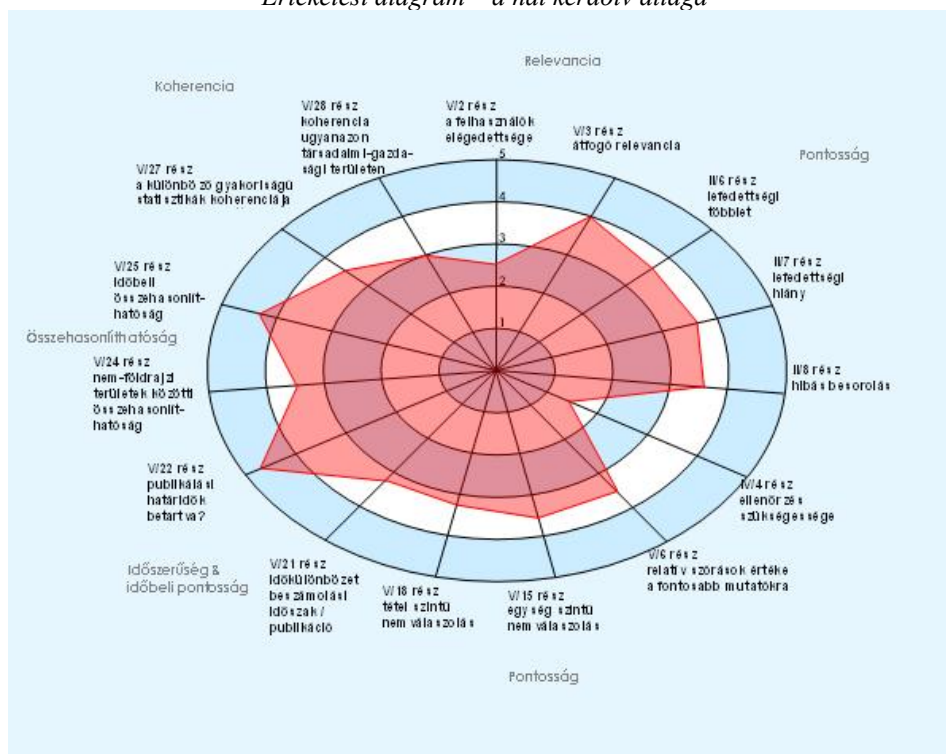 Értékelési diagram – a hat kérdőív átlaga
Relevancia
Koherencia
V/28 rész
koherencia
ugyanazon
társadalmi-gazda-
sági területen
V/2 rész
a felhasználók
elégedettsége
V/3 rész
átfogó relevancia
Pontosság
V/27 rész
a különböző gyakoriságú
statisztikák koherenciája
II/6 rész
lefedettségi
többlet
5
4
3
2
1
V/25 rész
időbeli
összehasonlít-
hatóság
II/7 rész
lefedettségi
hiány
Összehasonlíthatóság
V/24 rész
nem-földrajzi
területek közötti
összehasonlít-
hatóság
II/8 rész
hibás besorolás
V/22 rész
publikálási
határidők
betartva?
IV/4 rész
ellenőrzés
szükségessége
Időszerűség &
időbeli pontosság
V/21 rész
időkülönbözet
beszámolási
időszak /
publikáció
V/18 rész
tétel szintű
nem válaszolás
V/15 rész
egység szintű
nem válaszolás
V/6 rész
relatív szórások értéke
a fontosabb mutatókra
Pontosság